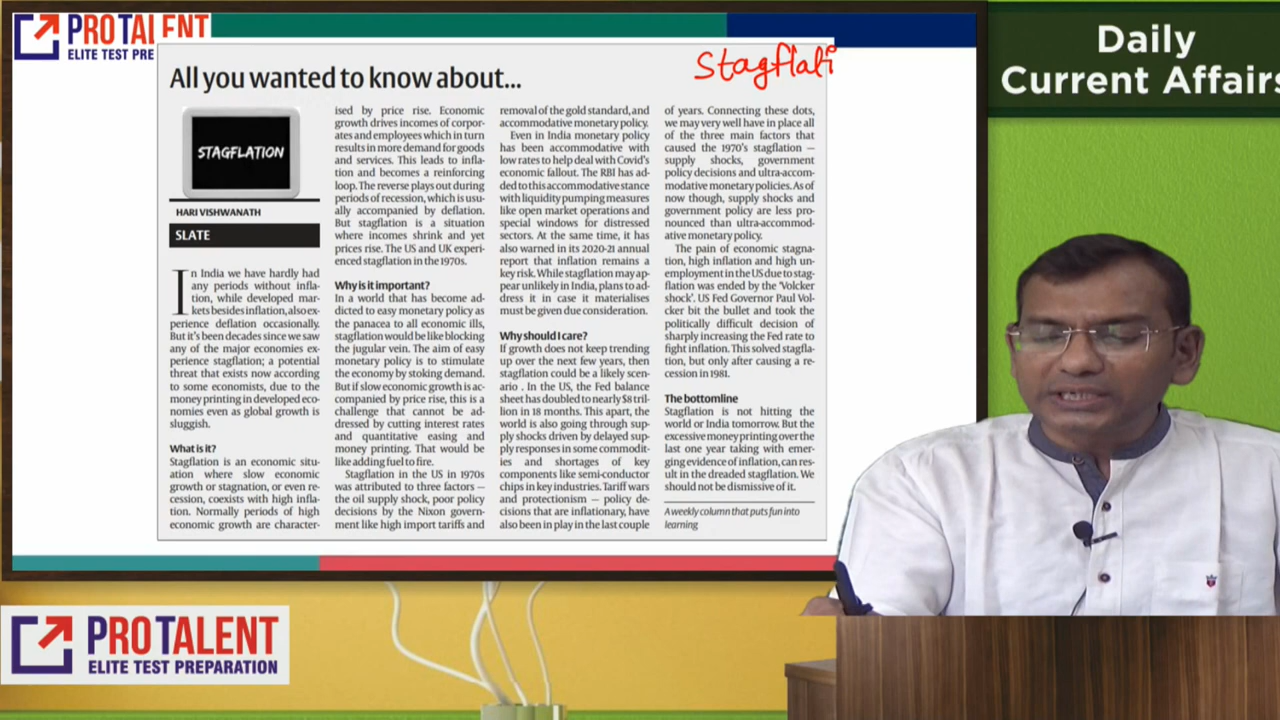 PRO TALENT
ELITE TEST PREP
Stagflati
All you wanted to know about...
STAGFLATION
HARI VISHWANATH
SLATE
In India we have hardly had
any periods without infla-
tion, while developed mar-
kets besides inflation, also ex-
perience deflation occasionally.
But it's been decades since we saw
any of the major economies ex-
perience stagflation; a potential
threat that exists now according
to some economists, due to the
money printing in developed eco-
nomies even as global growth is
sluggish.
What is it?
Stagflation is an economic situ-
ation where slow economic
growth or stagnation, or even re-
cession, coexists with high infla-
tion. Normally periods of high
economic growth are character-
ised by price rise. Economic
growth drives incomes of corpor-
ates and employees which in turn
results in more demand for goods
and services. This leads to infla-
tion and becomes a reinforcing
loop. The reverse plays out during
periods of recession, which is usu-
ally accompanied by deflation.
But stagflation is a situation
where incomes shrink and yet
prices rise. The US and UK experi-
enced stagflation in the 1970s.
Why is it important?
In a world that has become ad-
dicted to easy monetary policy as
the panacea to all economic ills,
stagflation would be like blocking
the jugular vein. The aim of easy
monetary policy is to stimulate
the economy by stoking demand.
But if slow economic growth is ac-
companied by price rise, this is a
challenge that cannot be ad-
dressed by cutting interest rates
and quantitative easing and
money printing. That would be
like adding fuel to fire.
Stagflation in the US in 1970s
was attributed to three factors —
the oil supply shock, poor policy
decisions by the Nixon govern-
ment like high import tariffs and
removal of the gold standard, and
accommodative monetary policy.
Even in India monetary policy
has been accommodative with
low rates to help deal with Covid's
economic fallout. The RBI has ad-
ded to this accommodative stance
with liquidity pumping measures
like open market operations and
special windows for distressed
sectors. At the same time, it has
also warned in its 2020-21 annual
report that inflation remains a
key risk. While stagflation may ap-
pear unlikely in India, plans to ad-
dress it in case it materialises
must be given due consideration.
Why should I care?
If growth does not keep trending
up over the next few years, then
stagflation could be a likely scen-
ario . In the US, the Fed balance
sheet has doubled to nearly $8 tril-
lion in 18 months. This apart, the
world is also going through sup-
ply shocks driven by delayed sup-
ply responses in some commodit-
ies and shortages of key
components like semi-conductor
chips in key industries. Tariff wars
and protectionism — policy de-
cisions that are inflationary, have
also been in play in the last couple
of years. Connecting these dots,
we may very well have in place all
of the three main factors that
caused the 1970's stagflation —
supply shocks, government
policy decisions and ultra-accom-
modative monetary policies. As of
now though, supply shocks and
government policy are less pro-
nounced than ultra-accommod-
ative monetary policy.
The pain of economic stagna-
tion, high inflation and high un-
employment in the US due to stag-
flation was ended by the 'Volcker
shock'. US Fed Governor Paul Vol-
cker bit the bullet and took the
politically difficult decision of
sharply increasing the Fed rate to
fight inflation. This solved stagfla-
tion, but only after causing a re-
cession in 1981.
The bottomline
Stagflation is not hitting the
world or India tomorrow. But the
excessive money printing over the
last one year taking with emer-
ging evidence of inflation, can res-
ult in the dreaded stagflation. We
should not be dismissive of it.
A weekly column that puts fun into
learning
Daily
Current Affairs
PRO TALENT
ELITE TEST PREPARATION